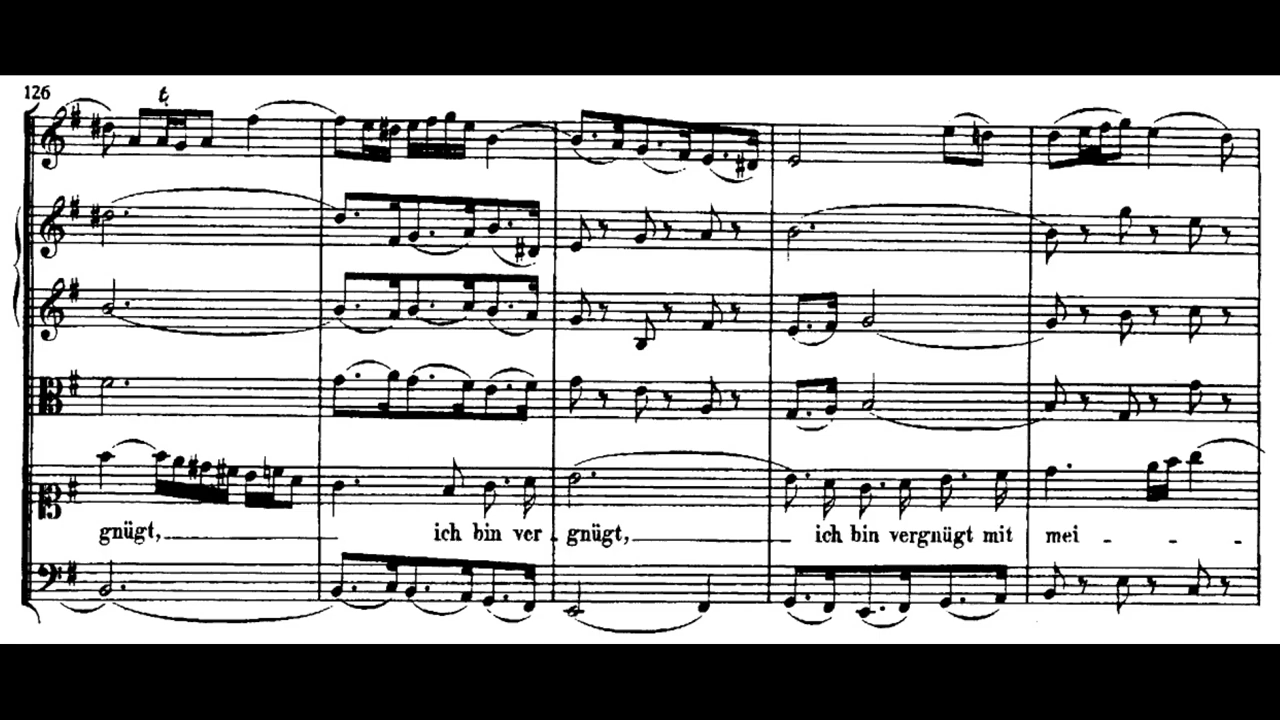 126
t
gnügt, ich bin ver - gnügt, ich bin vergnügt mit mei - - - -